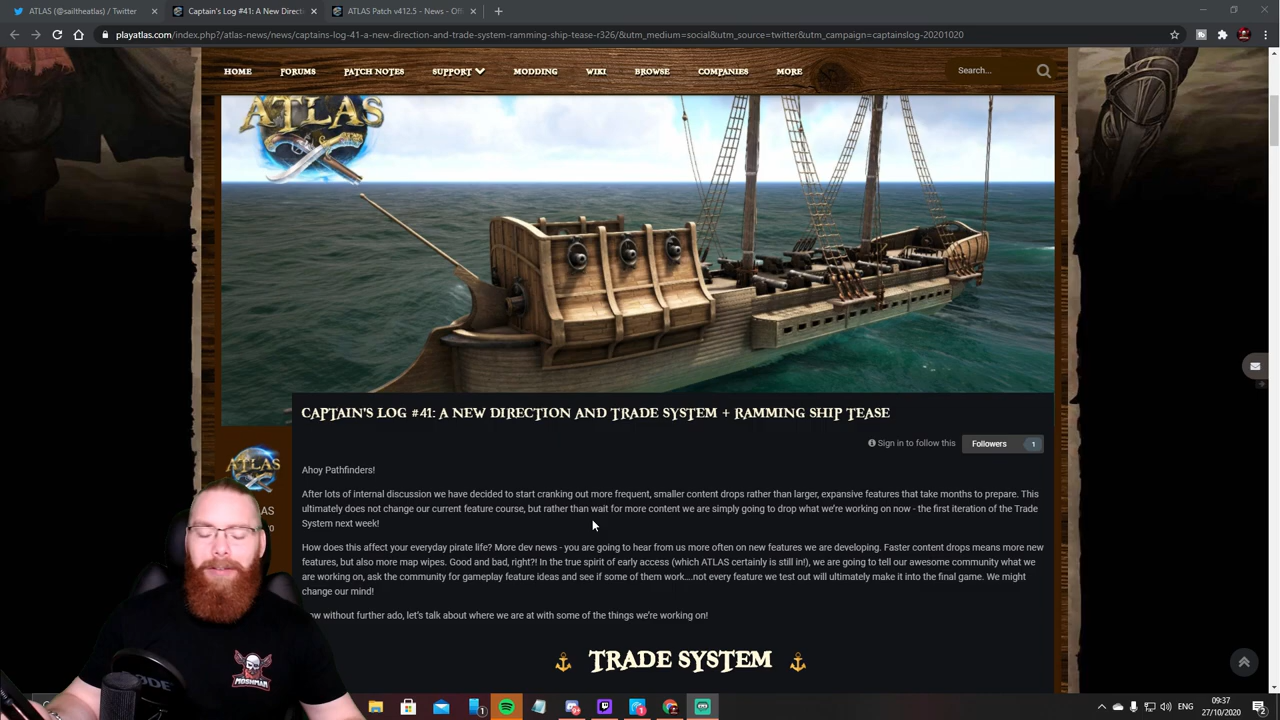 ATLAS (@sailtheatlas) / Twitter
Captain's Log #41: A New Directi
ATLAS Patch v412.5 - News - Off
playatlas.com/index.php?/atlas-news/news/captains-log-41-a-new-direction-and-trade-system-ramming-ship-tease-r326/&utm_medium=social&utm_source=twitter&utm_campaign=captainslog-20201020
HOME
FORUMS
PATCH NOTES
SUPPORT
MODDING
WIKI
BROWSE
COMPANIES
MORE
Search...
ATLAS
CAPTAIN'S LOG #41: A NEW DIRECTION AND TRADE SYSTEM + RAMMING SHIP TEASE
Sign in to follow this
Followers 1
Ahoy Pathfinders!
After lots of internal discussion we have decided to start cranking out more frequent, smaller content drops rather than larger, expansive features that take months to prepare. This
ultimately does not change our current feature course, but rather than wait for more content we are simply going to drop what we're working on now - the first iteration of the Trade
System next week!
ATLAS
How does this affect your everyday pirate life? More dev news - you are going to hear from us more often on new features we are developing. Faster content drops means more new
features, but also more map wipes. Good and bad, right?! In the true spirit of early access (which ATLAS certainly is still in!), we are going to tell our awesome community what we
are working on, ask the community for gameplay feature ideas and see if some of them work....not every feature we test out will ultimately make it into the final game. We might
change our mind!
without further ado, let's talk about where we are at with some of the things we're working on!
TRADE SYSTEM
MOSHMAN
ENG
09:37
27/10/2020